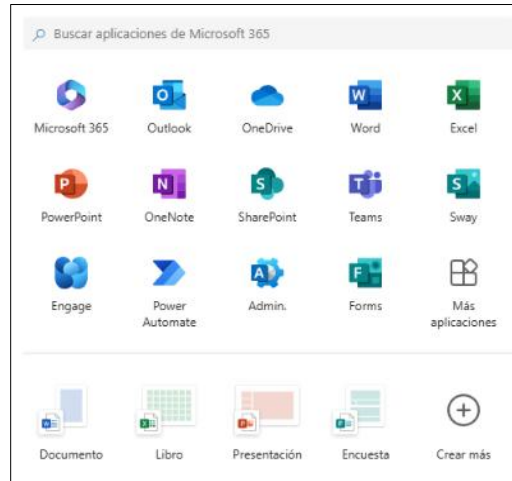 Buscar aplicaciones de Microsoft 365
Microsoft 365
Outlook
OneDrive
Word
Excel
PowerPoint
OneNote
SharePoint
Teams
Sway
Engage
Power
Automate
Admin.
Forms
Más
aplicaciones
Documento
Libro
Presentación
Encuesta
Crear más